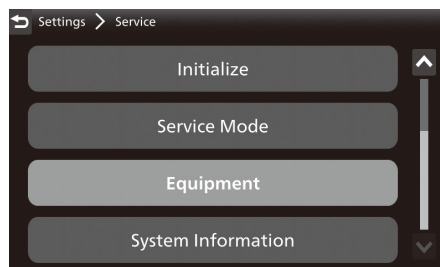 Settings > Service
Initialize
Service Mode
Equipment
System Information